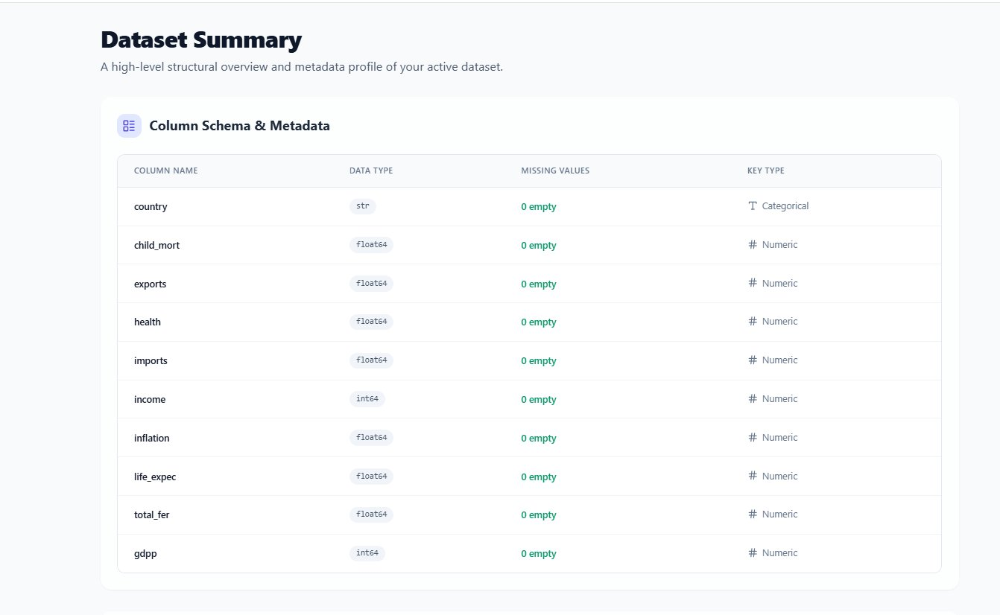 Dataset Summary
A high-level structural overview and metadata profile of your active dataset.
Column Schema & Metadata
COLUMN NAME DATA TYPE MISSING VALUES KEY TYPE
country str 0 empty Categorical
child_mort float64 0 empty Numeric
exports float64 0 empty Numeric
health float64 0 empty Numeric
imports float64 0 empty Numeric
income int64 0 empty Numeric
inflation float64 0 empty Numeric
life_expec float64 0 empty Numeric
total_fer float64 0 empty Numeric
gdpp int64 0 empty Numeric